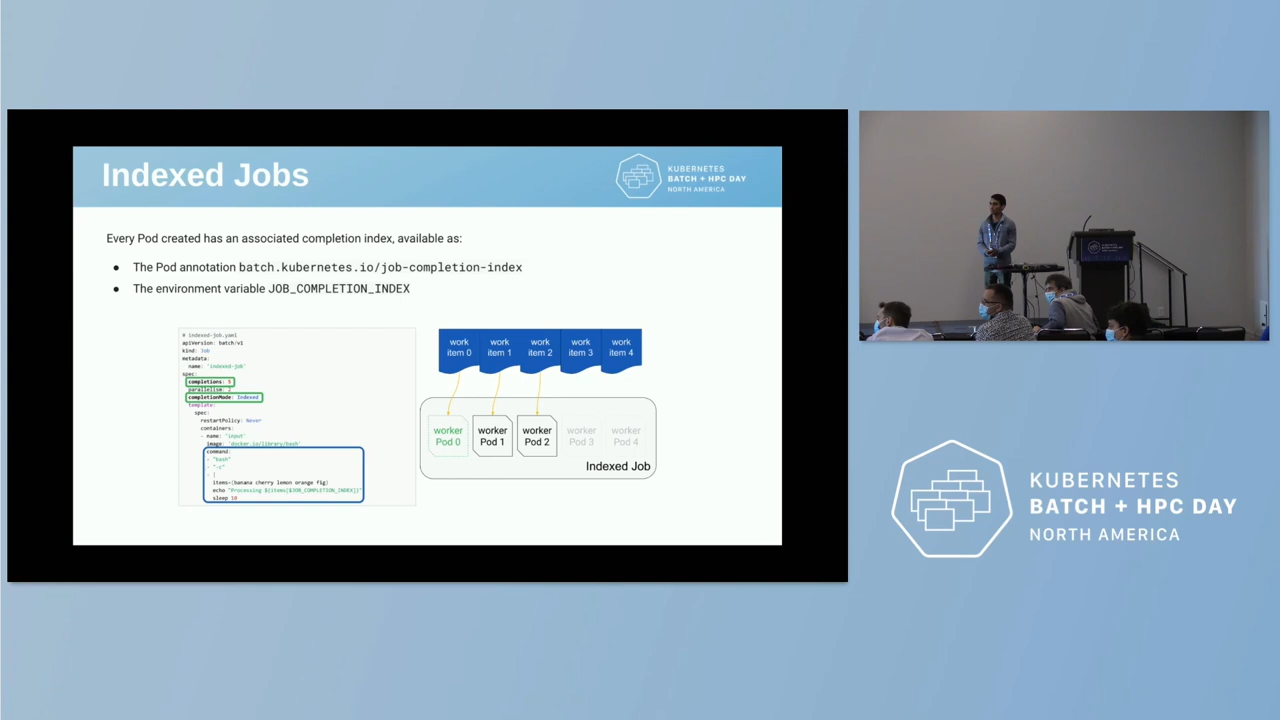 Indexed Jobs
KUBERNETES
BATCH + HPC DAY
NORTH AMERICA
Every Pod created has an associated completion index, available as:
● The Pod annotation batch.kubernetes.io/job-completion-index
● The environment variable JOB_COMPLETION_INDEX
# indexed-job.yaml
apiVersion: batch/v1
kind: Job
metadata:
name: 'indexed-job'
spec:
completions: 5
parallelism: 2
completionMode: Indexed
template:
spec:
restartPolicy: Never
containers:
- name: 'input'
image: 'docker.io/library/bash'
command:
- "bash"
- "-c"
- |
items=(banana cherry lemon orange fig)
echo "Processing ${items[$JOB_COMPLETION_INDEX]}"
sleep 10
work item 0
work item 1
work item 2
work item 3
work item 4
worker Pod 0
worker Pod 1
worker Pod 2
worker Pod 3
worker Pod 4
Indexed Job
KUBERNETES
BATCH + HPC DAY
NORTH AMERICA